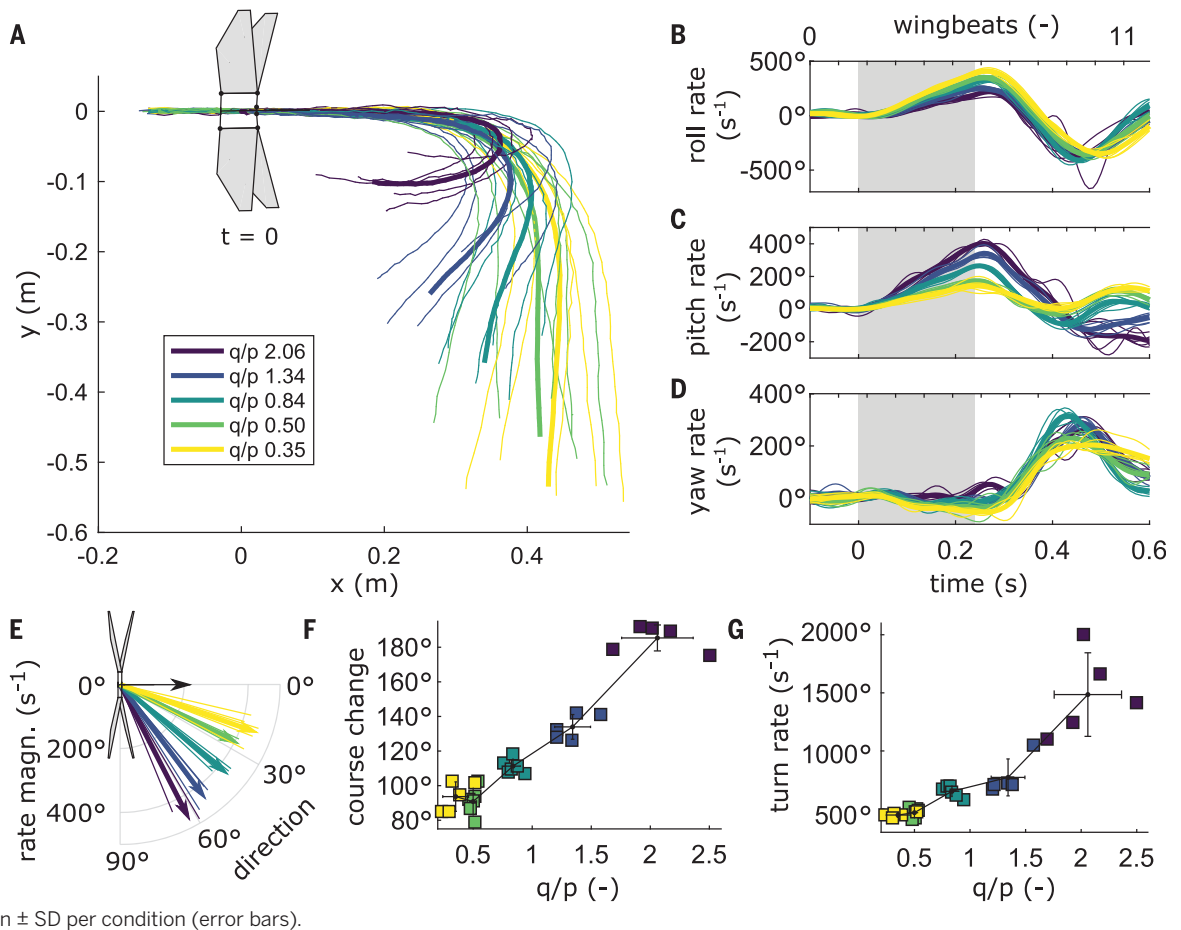 A
t = 0
0
-0.1
-0.2
-0.3
-0.4
-0.5
-0.6
y (m)
-0.2
0
0.2
0.4
x (m)
q/p 2.06
q/p 1.34
q/p 0.84
q/p 0.50
q/p 0.35
B
wingbeats (-)
0
11
roll rate
(s⁻¹)
500°
0°
-500°
C
pitch rate
(s⁻¹)
400°
200°
0°
-200°
D
yaw rate
(s⁻¹)
400°
200°
0°
0
0.2
0.4
0.6
time (s)
E
rate magn. (s⁻¹)
0°
200°
400°
0°
30°
60°
90°
direction
F
course change
180°
160°
140°
120°
100°
80°
0.5
1
1.5
2
q/p (-)
G
turn rate (s⁻¹)
2000°
1500°
1000°
500°
0.5
1
1.5
2
2.5
q/p (-)
n ± SD per condition (error bars).